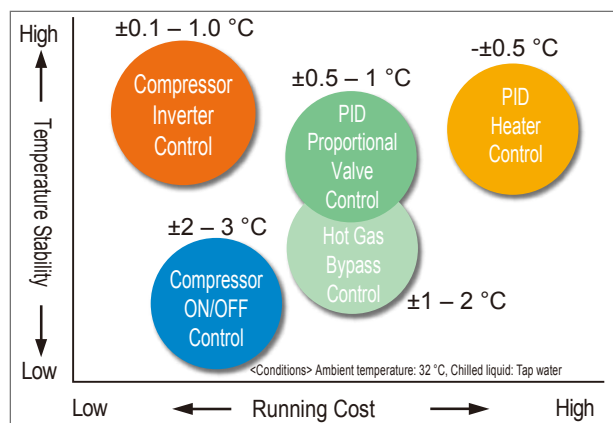 High
±0.1 – 1.0 °C
Compressor
Inverter
Control
±0.5 – 1 °C
PID
Proportional
Valve
Control
-±0.5 °C
PID
Heater
Control
Temperature Stability
±2 – 3 °C
Compressor
ON/OFF
Control
Hot Gas
Bypass
Control
±1 – 2 °C
Low
<Conditions> Ambient temperature: 32 °C, Chilled liquid: Tap water
Low Running Cost High